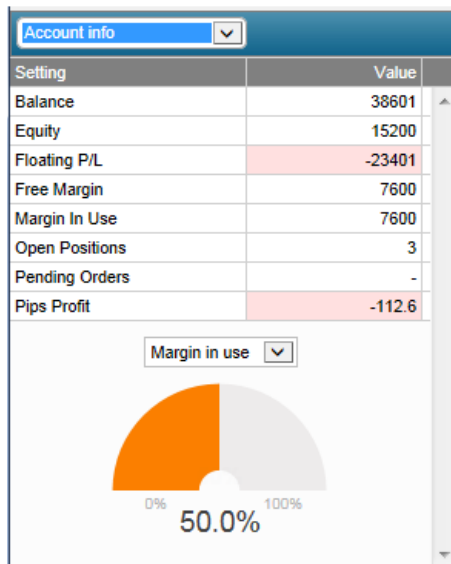 Account info
Setting Value
Balance 38601
Equity 15200
Floating P/L -23401
Free Margin 7600
Margin In Use 7600
Open Positions 3
Pending Orders -
Pips Profit -112.6
Margin in use
0% 100%
50.0%